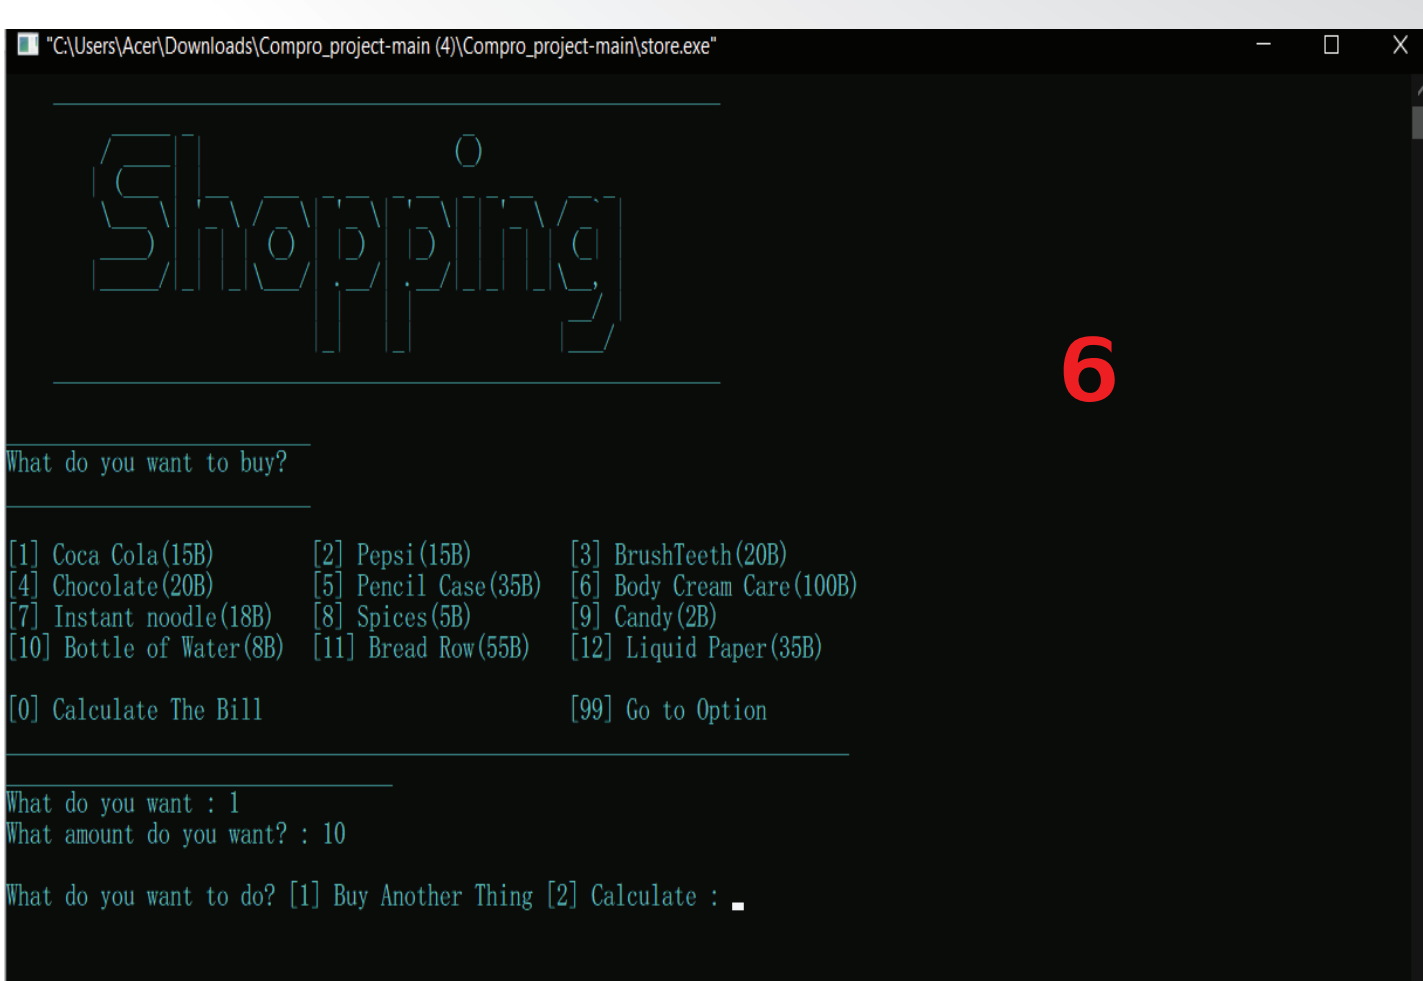 "C:\Users\Acer\Downloads\Compro_project-main (4)\Compro_project-main\store.exe"
Shopping
6
What do you want to buy?
[1] Coca Cola(15B) [2] Pepsi(15B) [3] BrushTeeth(20B)
[4] Chocolate(20B) [5] Pencil Case(35B) [6] Body Cream Care(100B)
[7] Instant noodle(18B) [8] Spices(5B) [9] Candy(2B)
[10] Bottle of Water(8B) [11] Bread Row(55B) [12] Liquid Paper(35B)
[0] Calculate The Bill [99] Go to Option
What do you want : 1
What amount do you want? : 10
What do you want to do? [1] Buy Another Thing [2] Calculate :